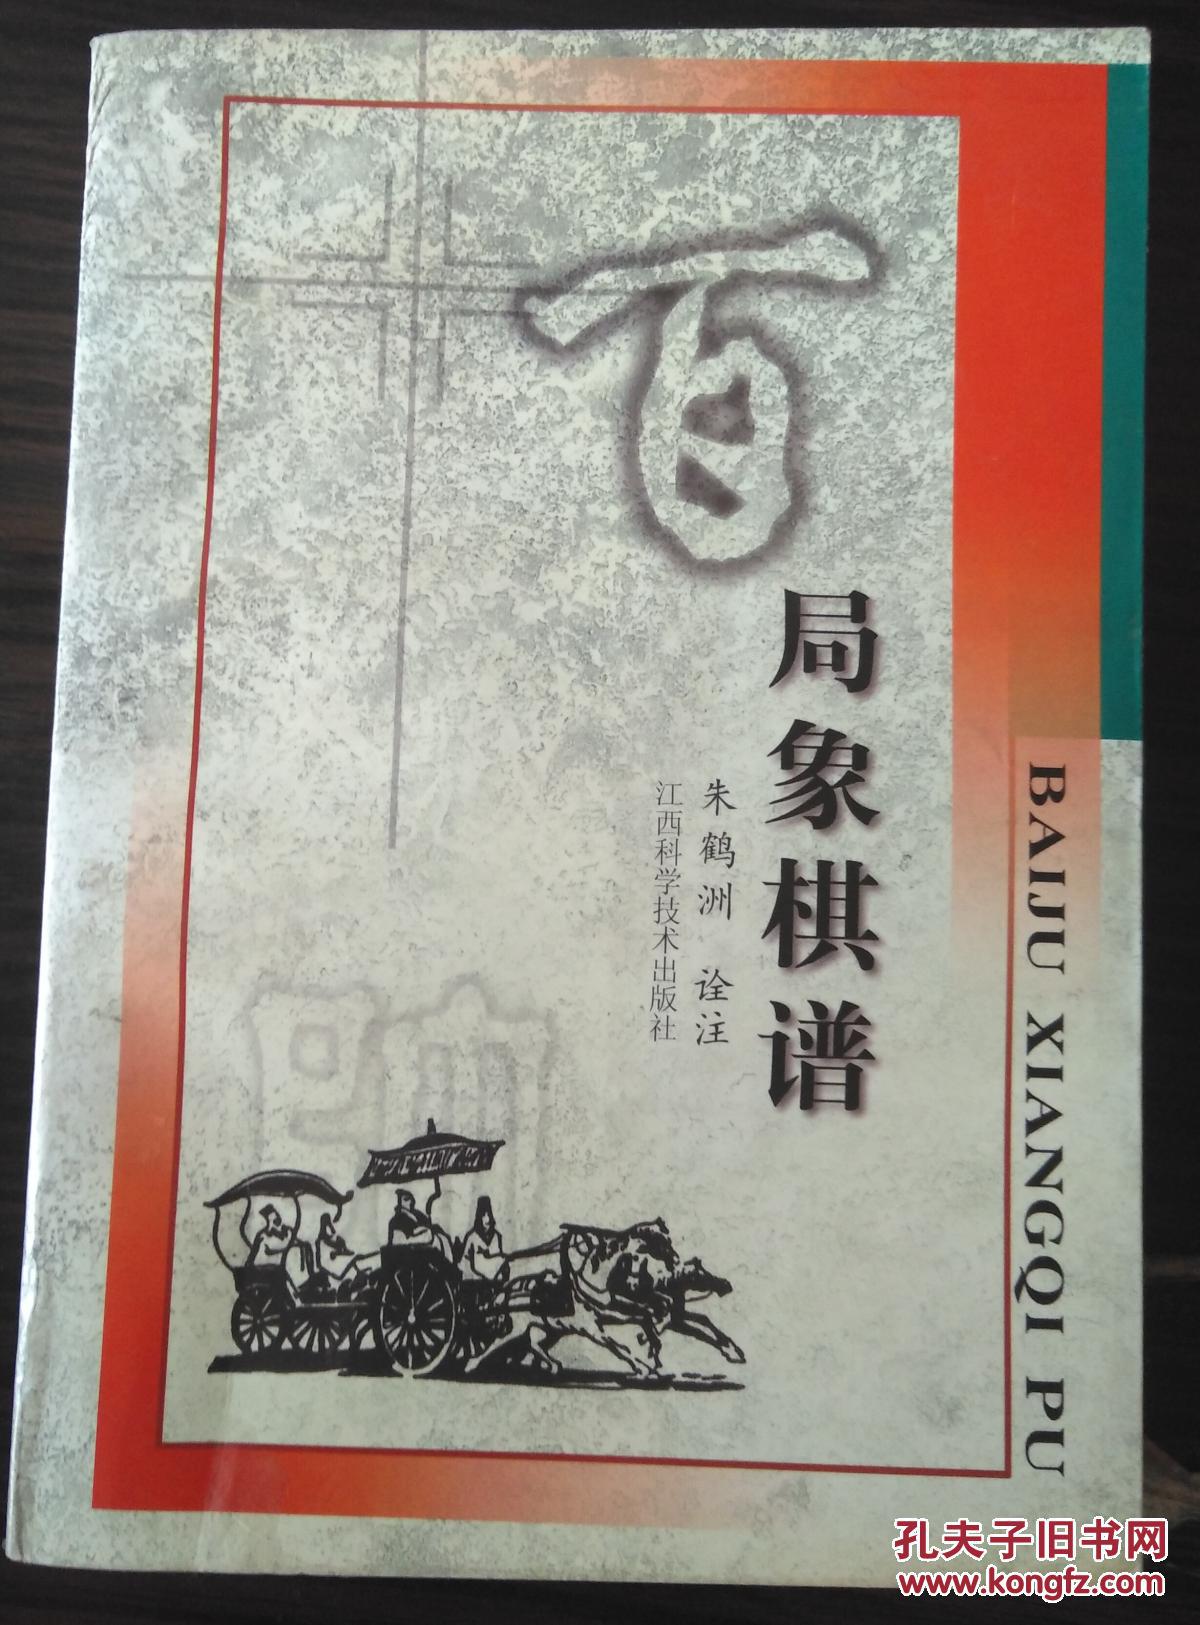 百
局象棋谱
朱鹤洲 诠注
江西科学技术出版社
BAIJU XIANGQI PU
孔夫子旧书网
www.kongfz.com